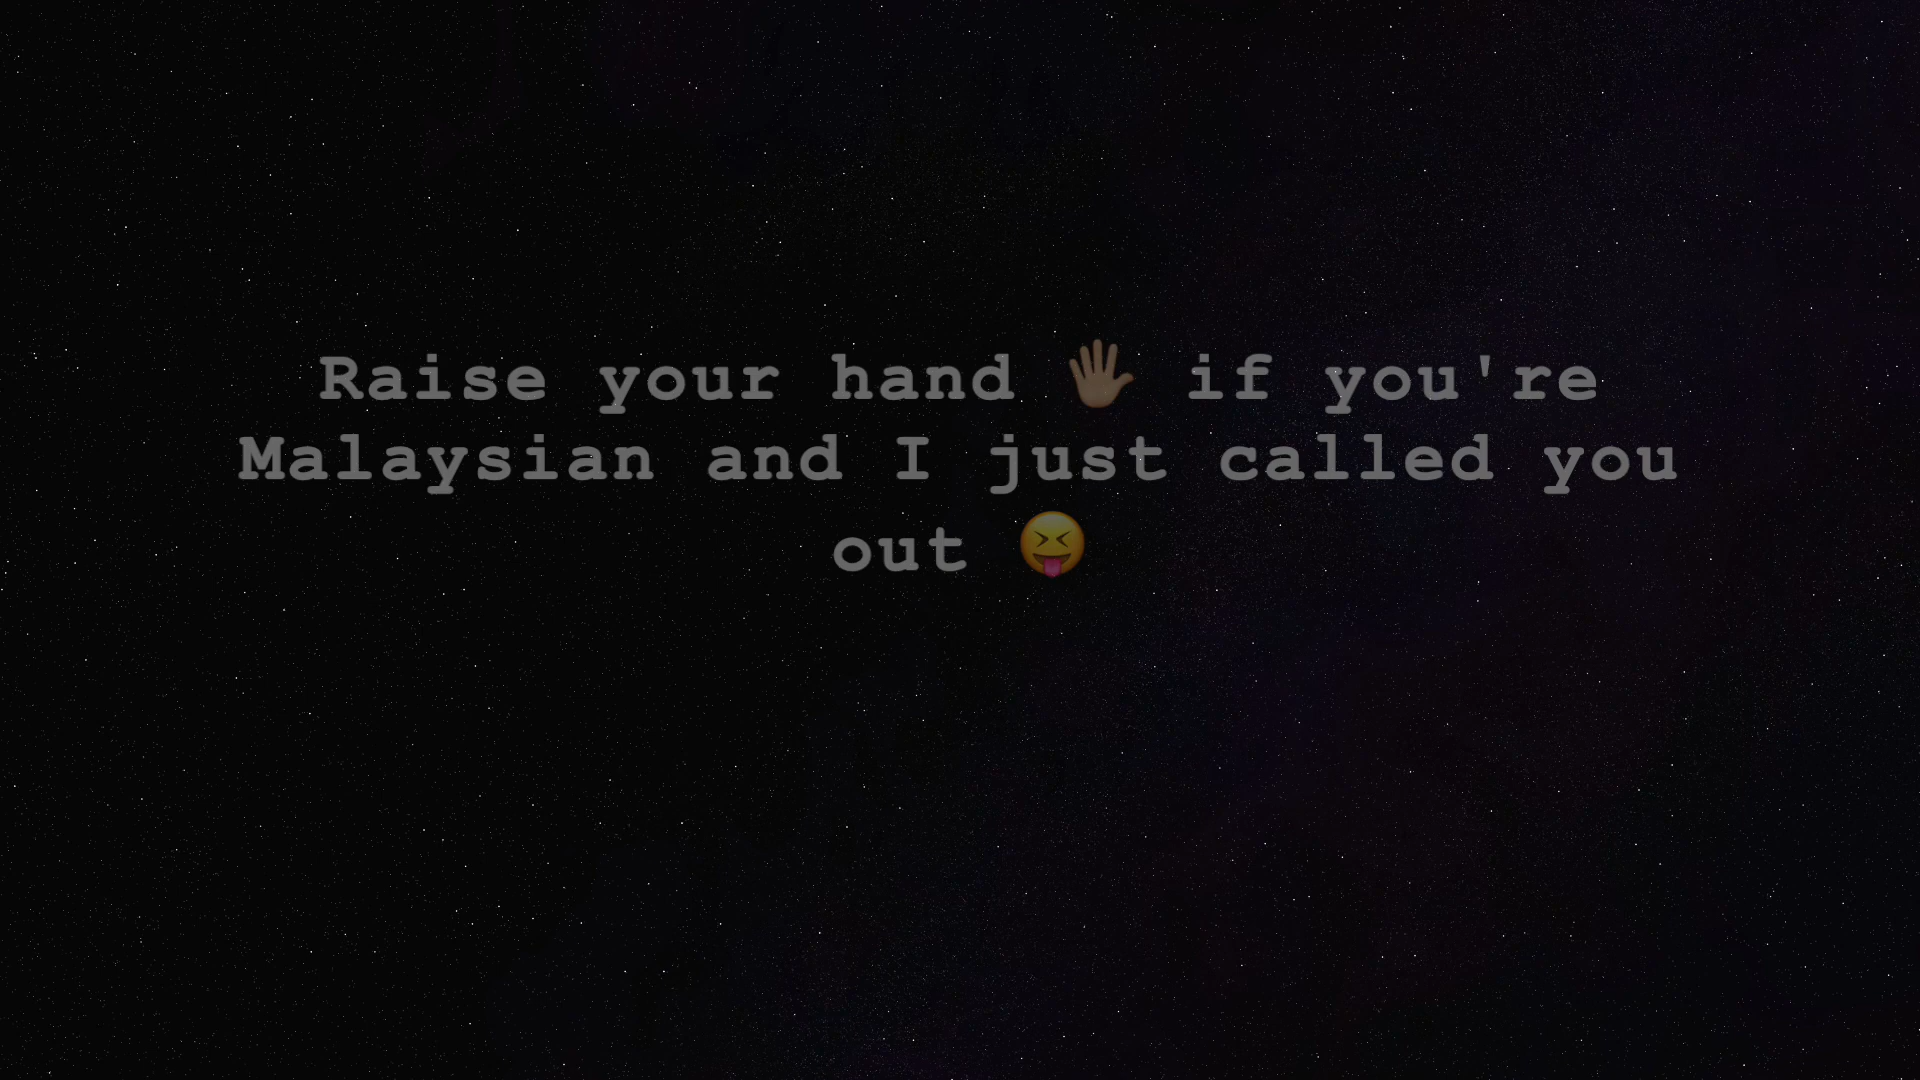 Raise your hand 🖐🏽 if you're
Malaysian and I just called you
out 😝